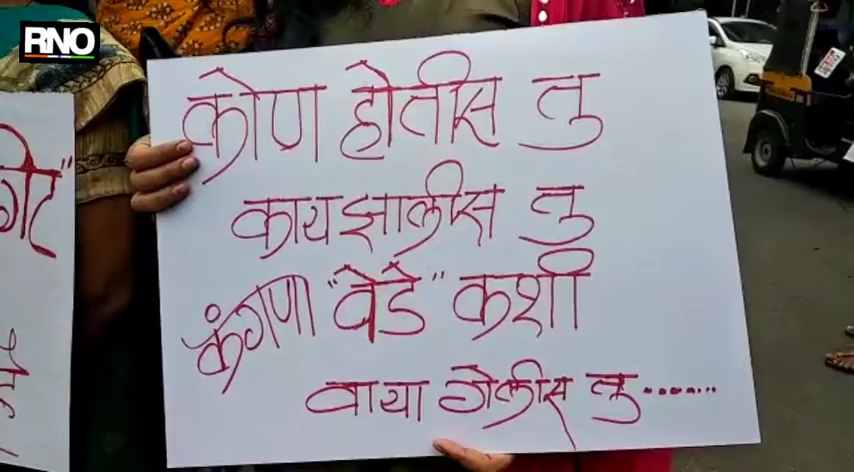 RNO
कोण होतीस तु
काय झालीस तु
कंगणा "वेडे" कशी
वाया गेलीस तु........
गेट"